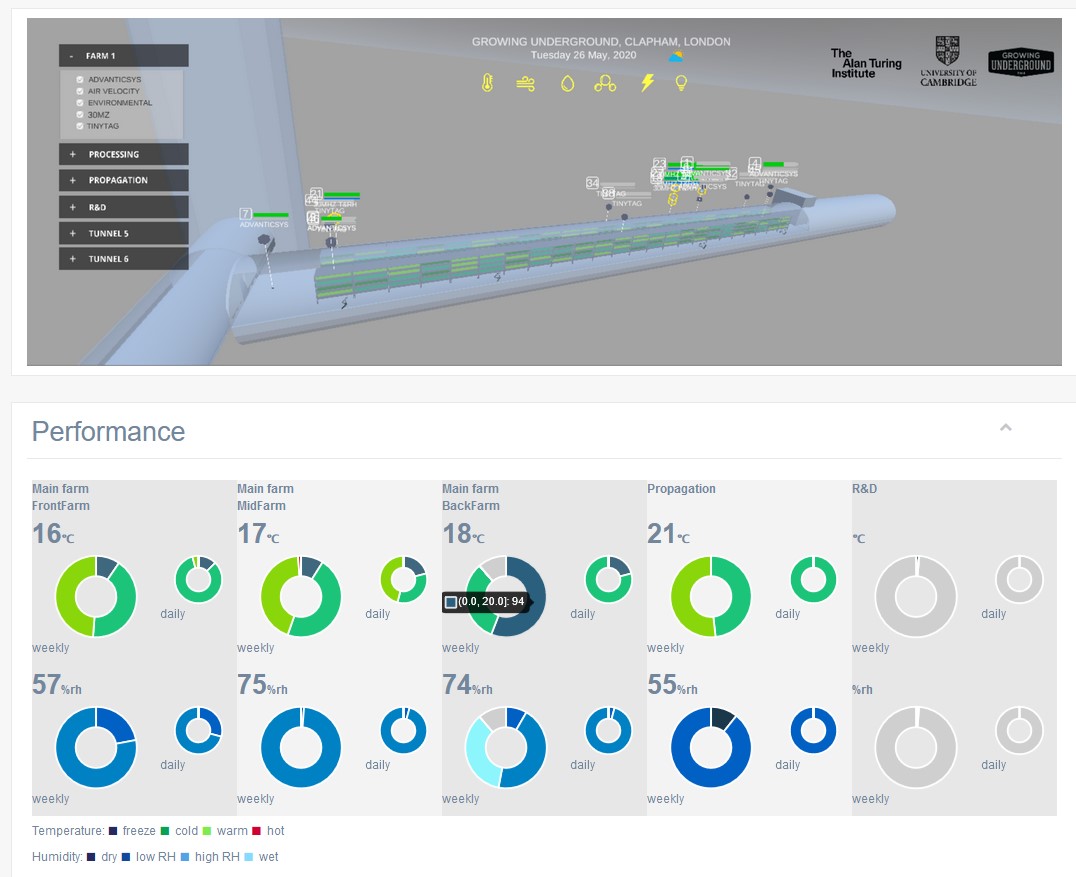 - FARM 1
ADVANTICSYS
AIR VELOCITY
ENVIRONMENTAL
30MZ
TINYTAG
+ PROCESSING
+ PROPAGATION
+ R&D
+ TUNNEL 5
+ TUNNEL 6
GROWING UNDERGROUND, CLAPHAM, LONDON
Tuesday 26 May, 2020
The
Alan Turing
Institute
UNIVERSITY OF
CAMBRIDGE
GROWING
UNDERGROUND
7
ADVANTICSYS
21
TINYTAG
ADVANTICSYS
34
TINYTAG
23
ADVANTICSYS
TINYTAG
4
ADVANTICSYS
TINYTAG
Performance
Main farm
FrontFarm
16°C
daily
weekly
57%rh
daily
weekly
Main farm
MidFarm
17°C
daily
weekly
75%rh
daily
weekly
Main farm
BackFarm
18°C
(0.0, 20.0]: 94
daily
weekly
74%rh
daily
weekly
Propagation
21°C
daily
weekly
55%rh
daily
weekly
R&D
°C
daily
weekly
%rh
daily
weekly
Temperature: freeze cold warm hot
Humidity: dry low RH high RH wet